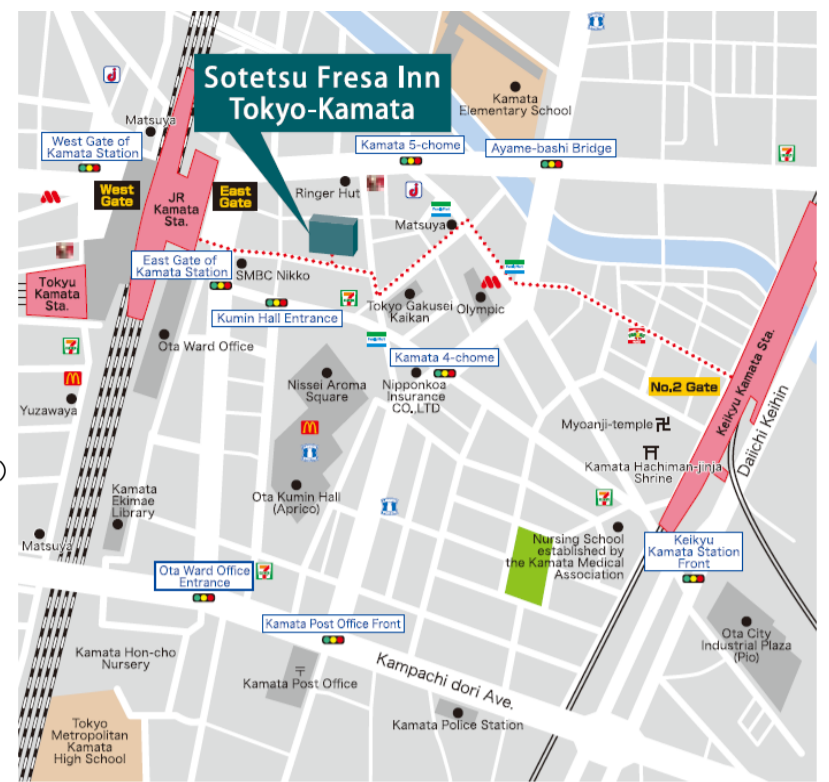 Sotetsu Fresa Inn
Tokyo-Kamata
Kamata
Elementary School
Matsuya
West Gate of
Kamata Station
Kamata 5-chome
Ayame-bashi Bridge
West
Gate
East
Gate
JR
Kamata
Sta.
Ringer Hut
Matsuya
FamilyMart
East Gate of
Kamata Station
SMBC Nikko
Tokyu
Kamata
Sta.
Kumin Hall Entrance
Tokyo Gakusei
Kaikan
Olympic
Ota Ward Office
Kamata 4-chome
Nissei Aroma
Square
Nipponkoa
Insurance
CO.,LTD
No.2 Gate
Keikyu Kamata Sta.
Daiichi Keihin
Yuzawaya
Myoanji-temple
Kamata Hachiman-jinja
Shrine
Kamata
Ekimae
Library
Ota Kumin Hall
(Aprico)
Matsuya
Nursing School
established by
the Kamata Medical
Association
Keikyu
Kamata Station
Front
Ota Ward Office
Entrance
Kamata Post Office Front
Ota City
Industrial Plaza
(Pio)
Kamata Hon-cho
Nursery
Kampachi dori Ave.
〒
Kamata Post Office
Kamata Police Station
Tokyo
Metropolitan
Kamata
High School